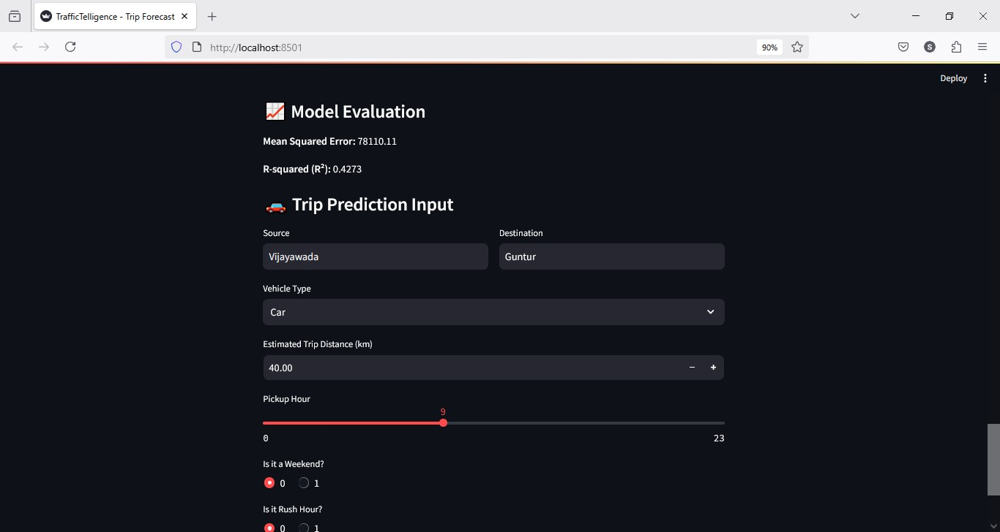 TrafficTelligence - Trip Forecast
http://localhost:8501
90%
S
Deploy
📈 Model Evaluation
Mean Squared Error: 78110.11
R-squared (R²): 0.4273
🚗 Trip Prediction Input
Source Destination
Vijayawada Guntur
Vehicle Type
Car
Estimated Trip Distance (km)
40.00 − +
Pickup Hour
9
0 23
Is it a Weekend?
0 1
Is it Rush Hour?
0 1